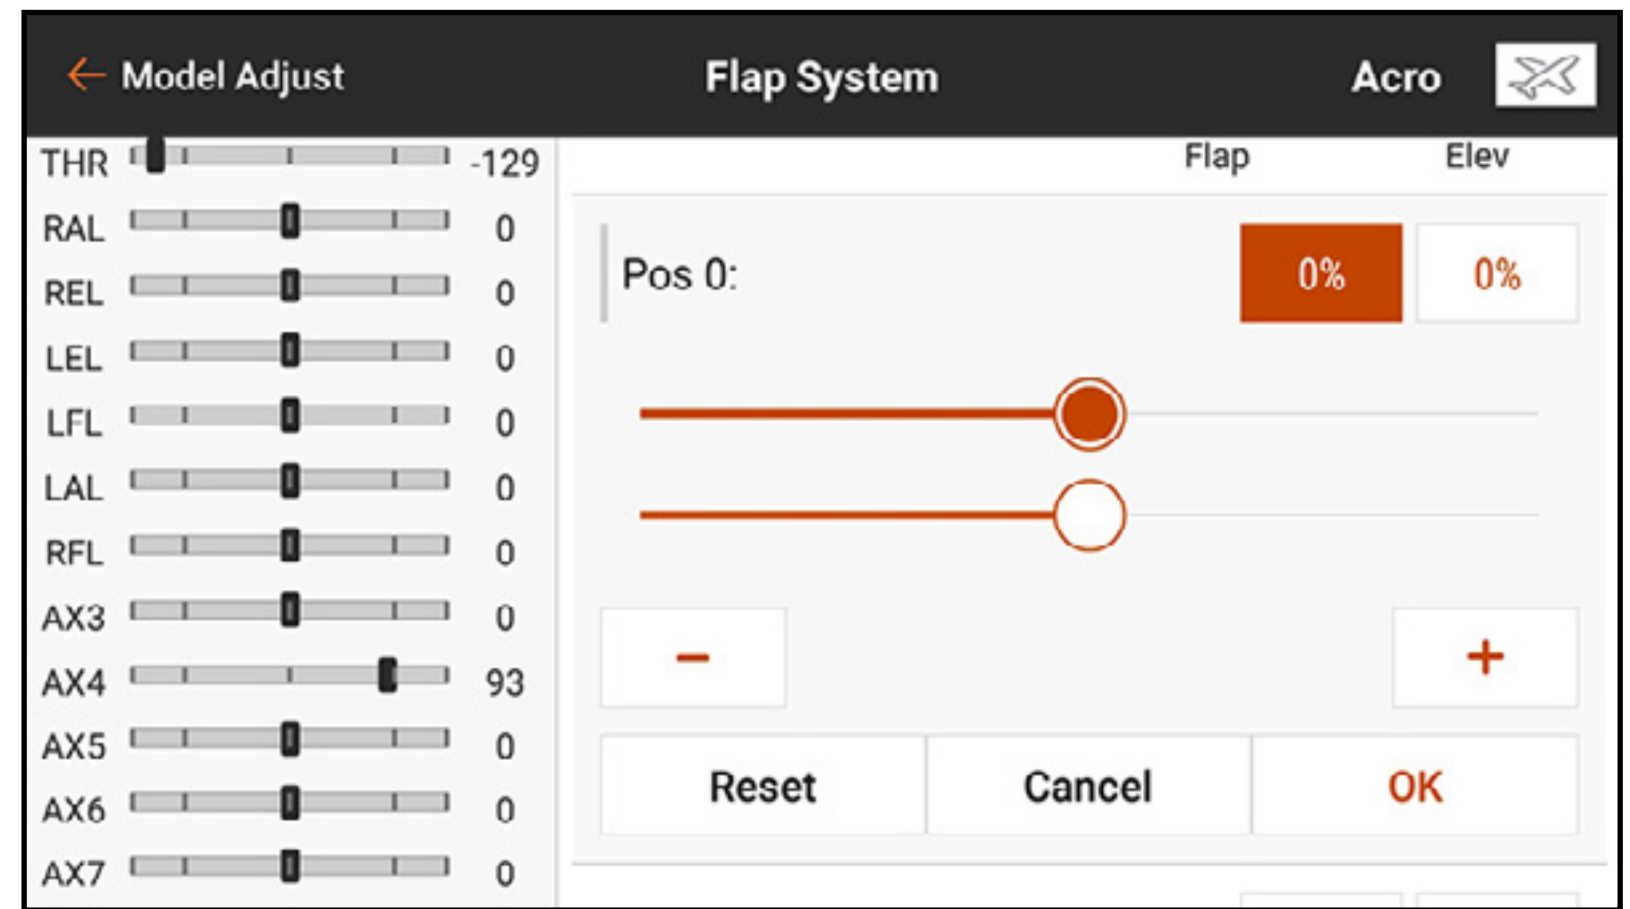 ← Model Adjust Flap System Acro
Flap Elev
THR -129
RAL 0
REL 0
LEL 0
LFL 0
LAL 0
RFL 0
AX3 0
AX4 93
AX5 0
AX6 0
AX7 0
Pos 0: 0% 0%
− +
Reset Cancel OK